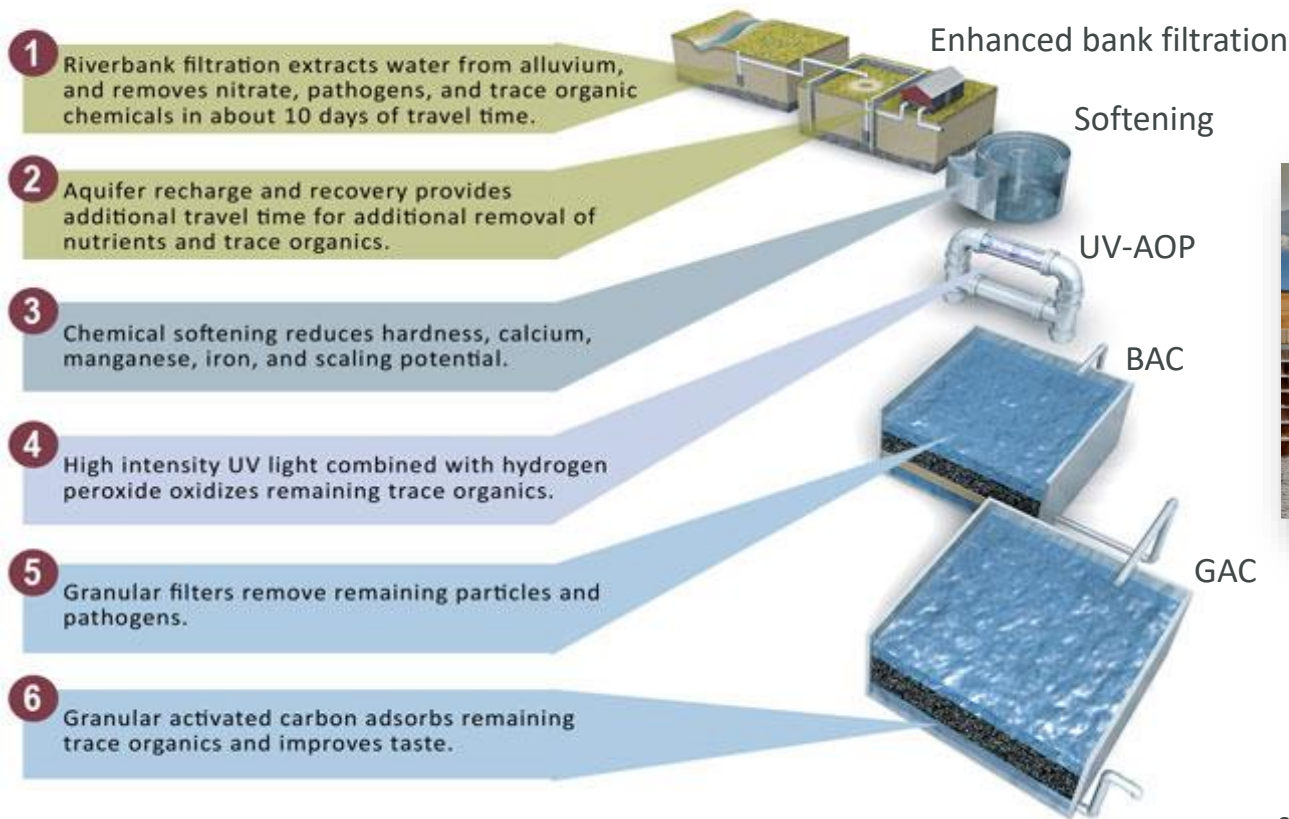 Enhanced bank filtration
1
Riverbank filtration extracts water from alluvium,
and removes nitrate, pathogens, and trace organic
chemicals in about 10 days of travel time.
Softening
2
Aquifer recharge and recovery provides
additional travel time for additional removal of
nutrients and trace organics.
UV-AOP
3
Chemical softening reduces hardness, calcium,
manganese, iron, and scaling potential.
BAC
4
High intensity UV light combined with hydrogen
peroxide oxidizes remaining trace organics.
GAC
5
Granular filters remove remaining particles and
pathogens.
6
Granular activated carbon adsorbs remaining
trace organics and improves taste.